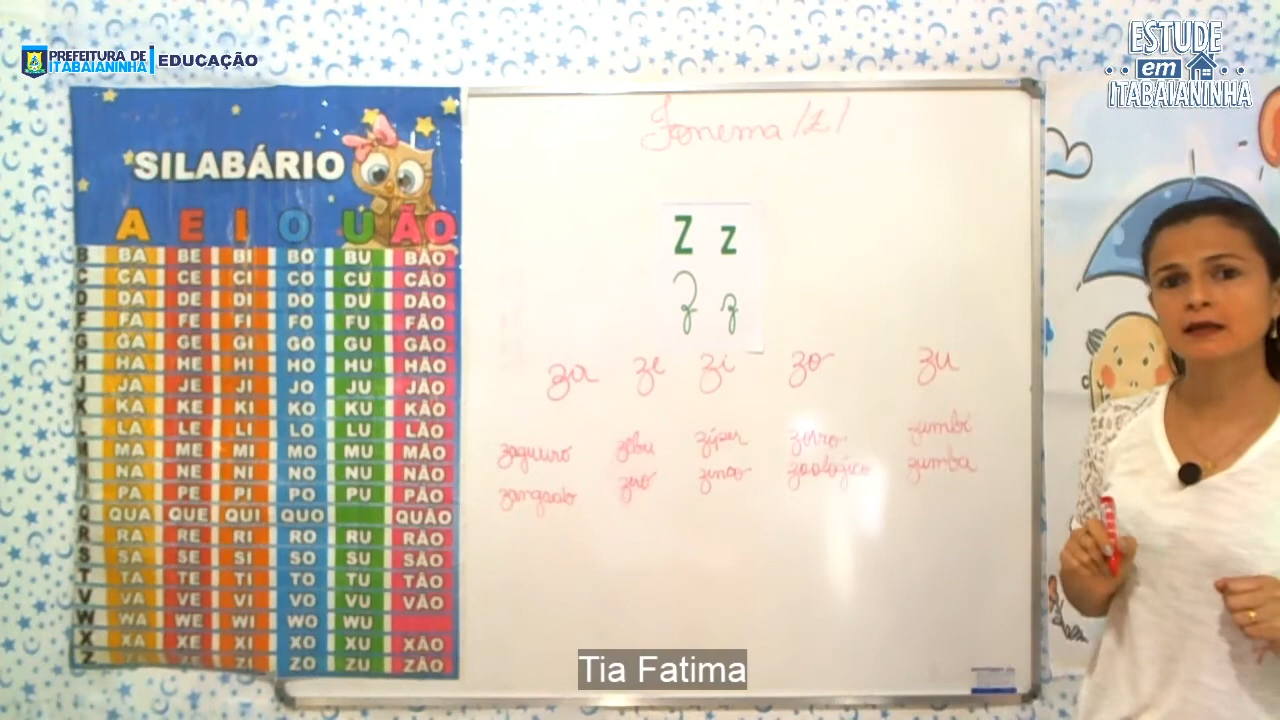 PREFEITURA DE
ITABAIANINHA
EDUCAÇÃO
ESTUDE
em
ITABAIANINHA
SILABÁRIO
A E I O U ÃO
B BA BE BI BO BU BÃO
C CA CE CI CO CU CÃO
D DA DE DI DO DU DÃO
F FA FE FI FO FU FÃO
G GA GE GI GO GU GÃO
H HA HE HI HO HU HÃO
J JA JE JI JO JU JÃO
K KA KE KI KO KU KÃO
L LA LE LI LO LU LÃO
M MA ME MI MO MU MÃO
N NA NE NI NO NU NÃO
P PA PE PI PO PU PÃO
Q QUA QUE QUI QUO QUÃO
R RA RE RI RO RU RÃO
S SA SE SI SO SU SÃO
T TA TE TI TO TU TÃO
V VA VE VI VO VU VÃO
W WA WE WI WO WU
X XA XE XI XO XU XÃO
Z ZA ZE ZI ZO ZU ZÃO
Fonema /Z/
Z z
Z z
za ze zi zo zu
zagueiro zebu zíper zorro zumbi
zangado zero zinco zoológico zumba
Tia Fatima